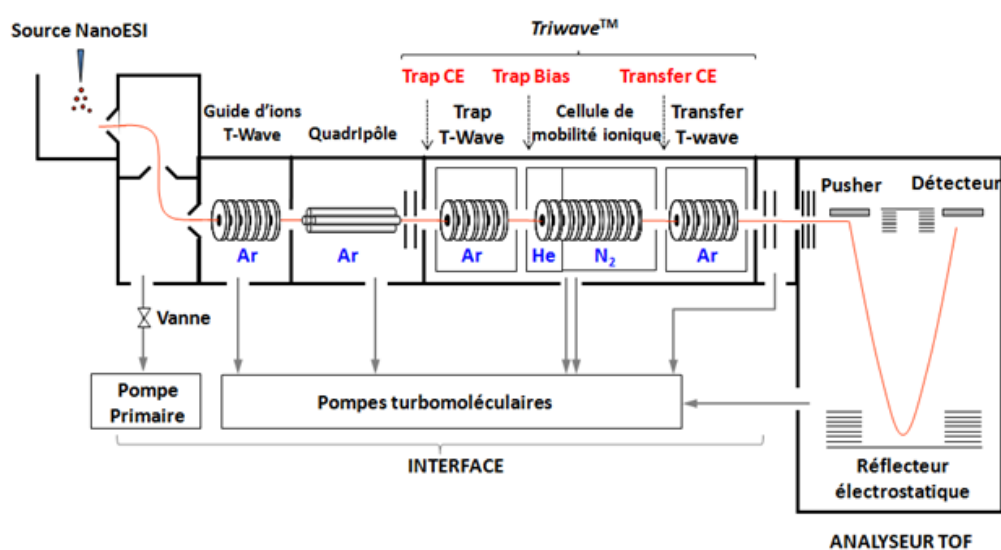 Source NanoESI
Triwave™
Trap CE
Trap Bias
Transfer CE
Guide d'ions
T-Wave
QuadrIpôle
Trap
T-Wave
Cellule de
mobilité ionique
Transfer
T-wave
Pusher
Détecteur
Ar
Ar
Ar
He
N₂
Ar
Vanne
Pompe
Primaire
Pompes turbomoléculaires
INTERFACE
Réflecteur
électrostatique
ANALYSEUR TOF